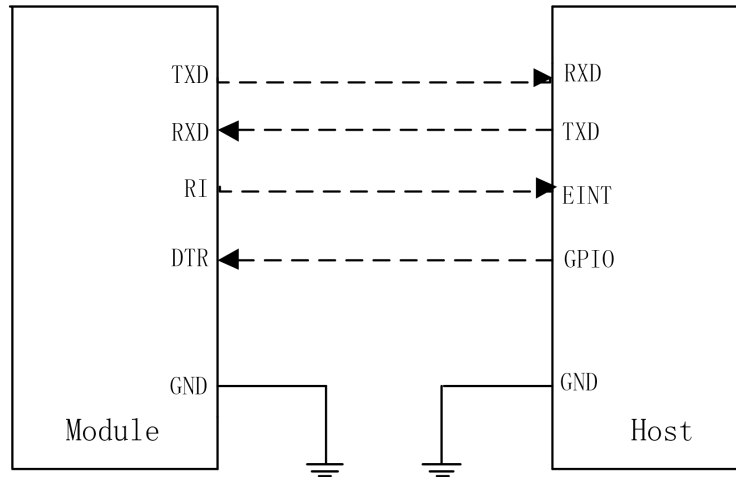 TXD RXD
RXD TXD
RI EINT
DTR GPIO
GND GND
Module Host